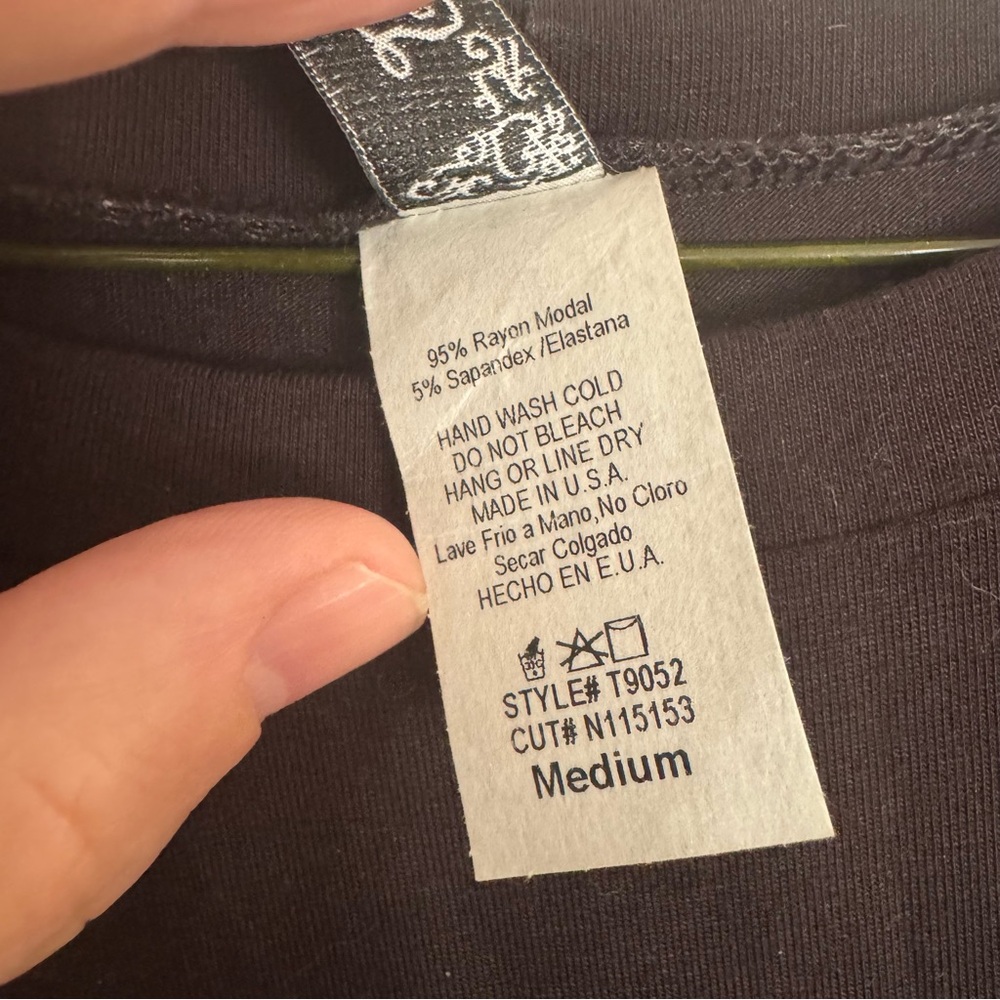 95% Rayon Modal
5% Sapandex /Elastana
HAND WASH COLD
DO NOT BLEACH
HANG OR LINE DRY
MADE IN U.S.A.
Lave Frio a Mano,No Cloro
Secar Colgado
HECHO EN E.U.A.
STYLE# T9052
CUT# N115153
Medium